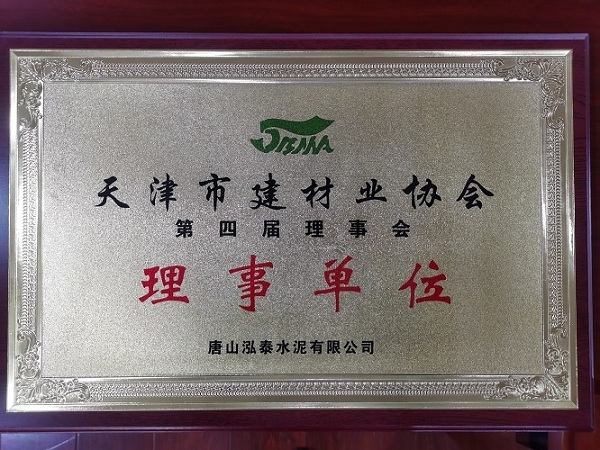 JBMA
天津市建材业协会
第四届理事会
理事单位
唐山泓泰水泥有限公司